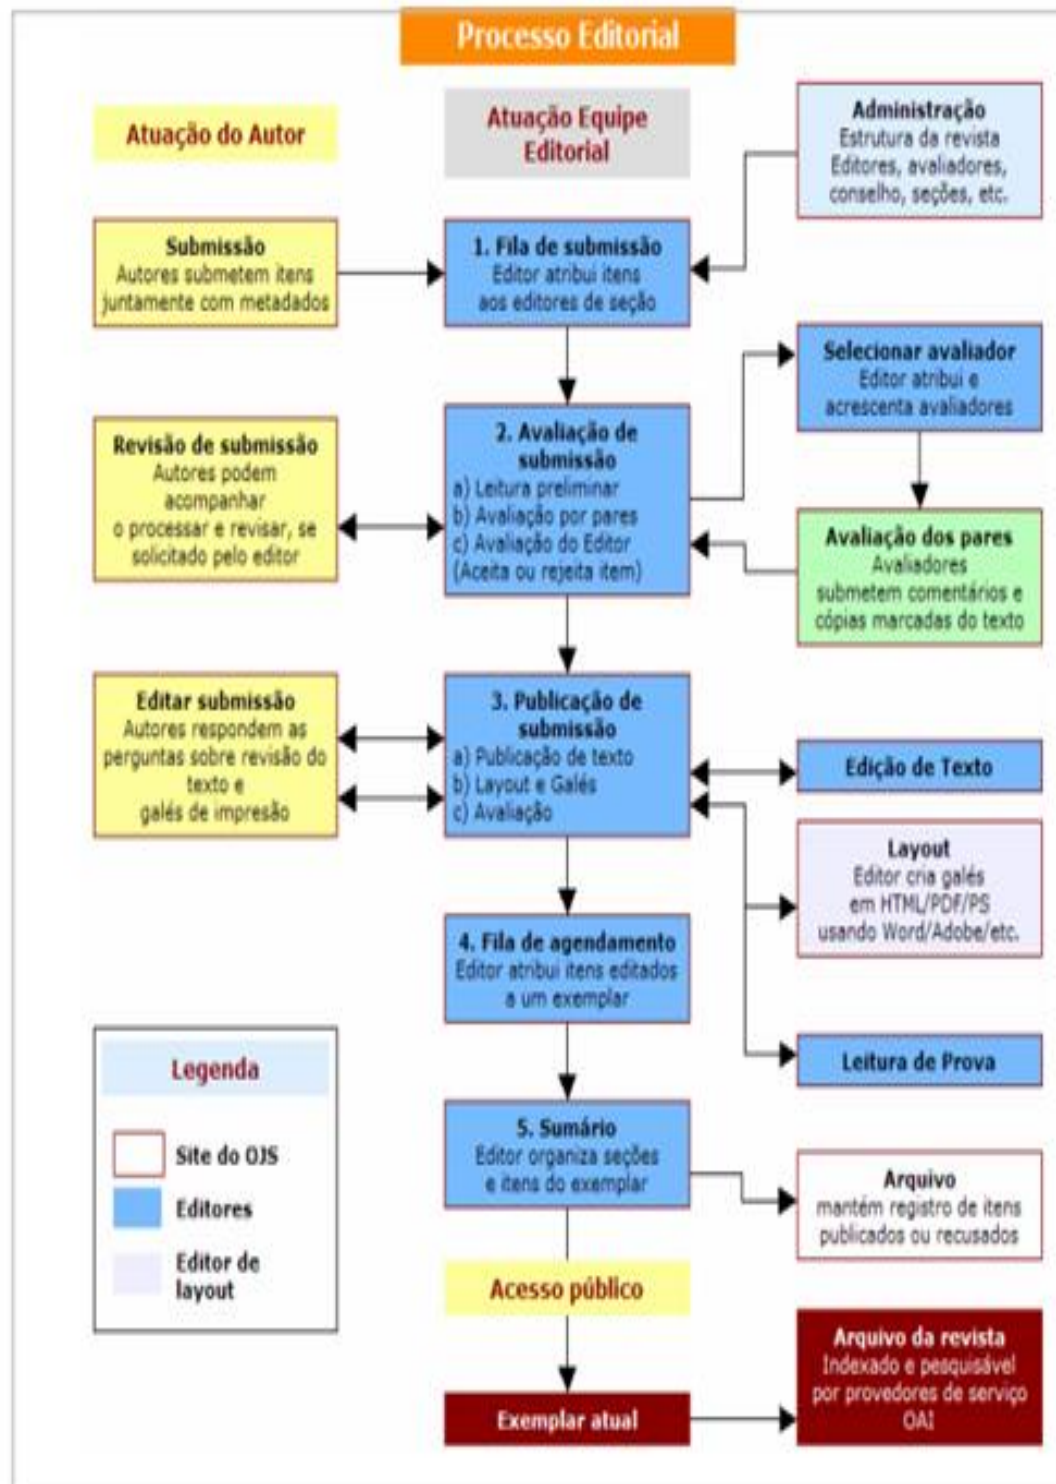 Processo Editorial
Atuação do Autor
Atuação Equipe
Editorial
Administração
Estrutura da revista
Editores, avaliadores,
conselho, seções, etc.
Submissão
Autores submetem itens
juntamente com metadados
1. Fila de submissão
Editor atribui itens
aos editores de seção
Selecionar avaliador
Editor atribui e
acrescenta avaliadores
Revisão de submissão
Autores podem
acompanhar
o processar e revisar, se
solicitado pelo editor
2. Avaliação de
submissão
a) Leitura preliminar
b) Avaliação por pares
c) Avaliação do Editor
(Aceita ou rejeita item)
Avaliação dos pares
Avaliadores
submetem comentários e
cópias marcadas do texto
Editar submissão
Autores respondem as
perguntas sobre revisão do
texto e
galés de impresão
3. Publicação de
submissão
a) Publicação de texto
b) Layout e Galés
c) Avaliação
Edição de Texto
Layout
Editor cria galés
em HTML/PDF/PS
usando Word/Adobe/etc.
4. Fila de agendamento
Editor atribui itens editados
a um exemplar
Leitura de Prova
Legenda
Site do OJS
Editores
Editor de
layout
5. Sumário
Editor organiza seções
e itens do exemplar
Arquivo
mantém registro de itens
publicados ou recusados
Acesso público
Exemplar atual
Arquivo da revista
Indexado e pesquisável
por provedores de serviço
OAI